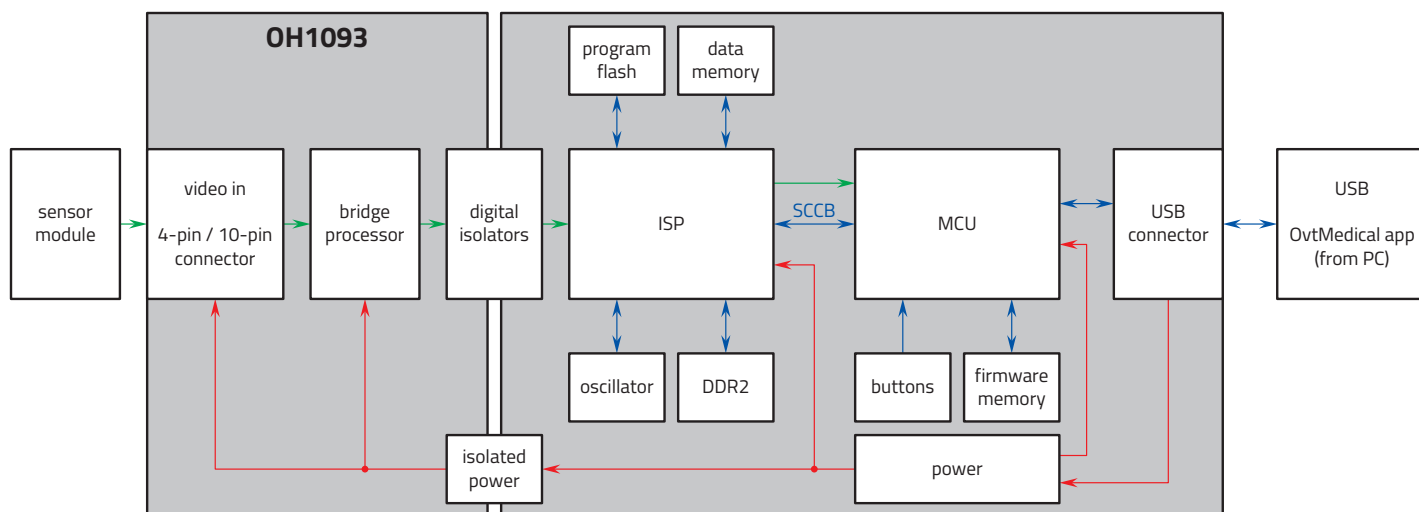 OH1093
program
flash
data
memory
sensor
module
video in
4-pin / 10-pin
connector
bridge
processor
digital
isolators
ISP
SCCB
MCU
USB
connector
USB
OvtMedical app
(from PC)
oscillator
DDR2
buttons
firmware
memory
isolated
power
power